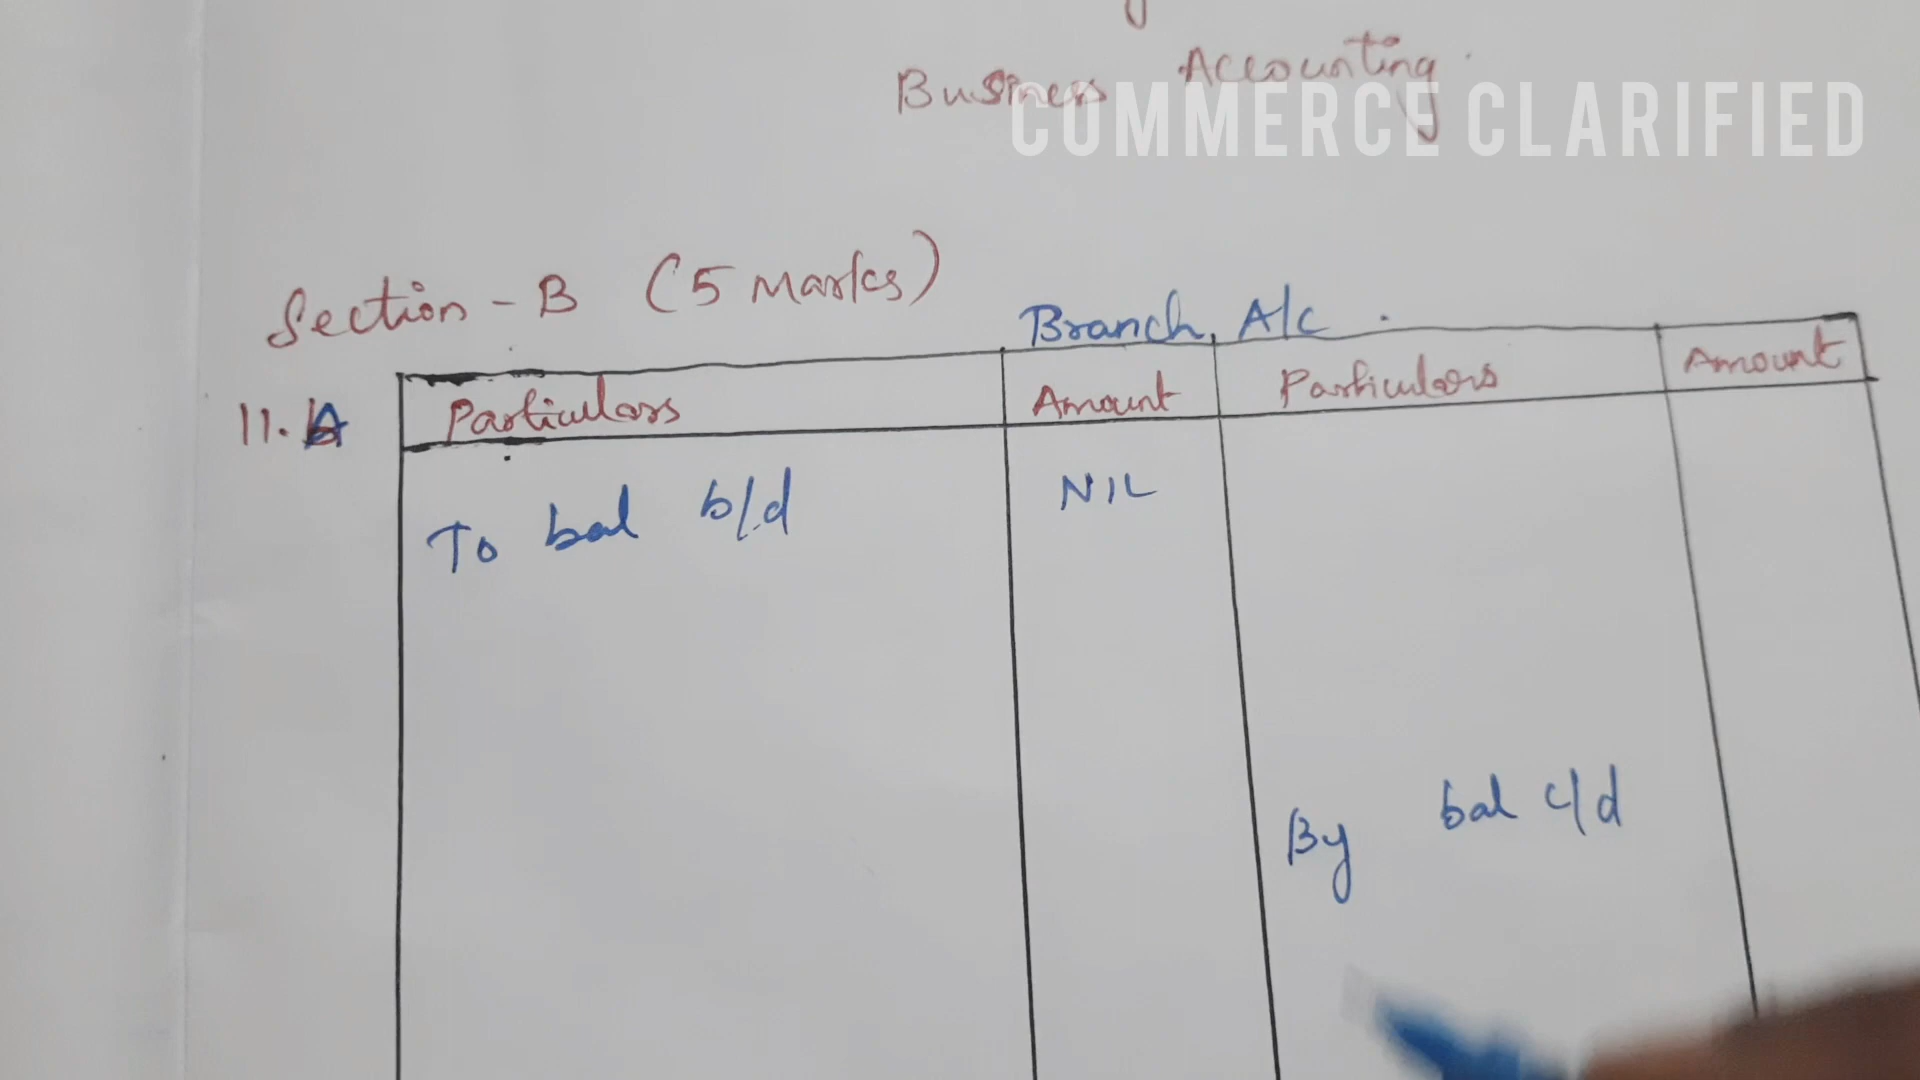 Business Accounting.
COMMERCE CLARIFIED
Section - B (5 Marks)
Branch A/c.
11. A Particulars Amount Particulars Amount
To bal b/d NIL
By bal c/d